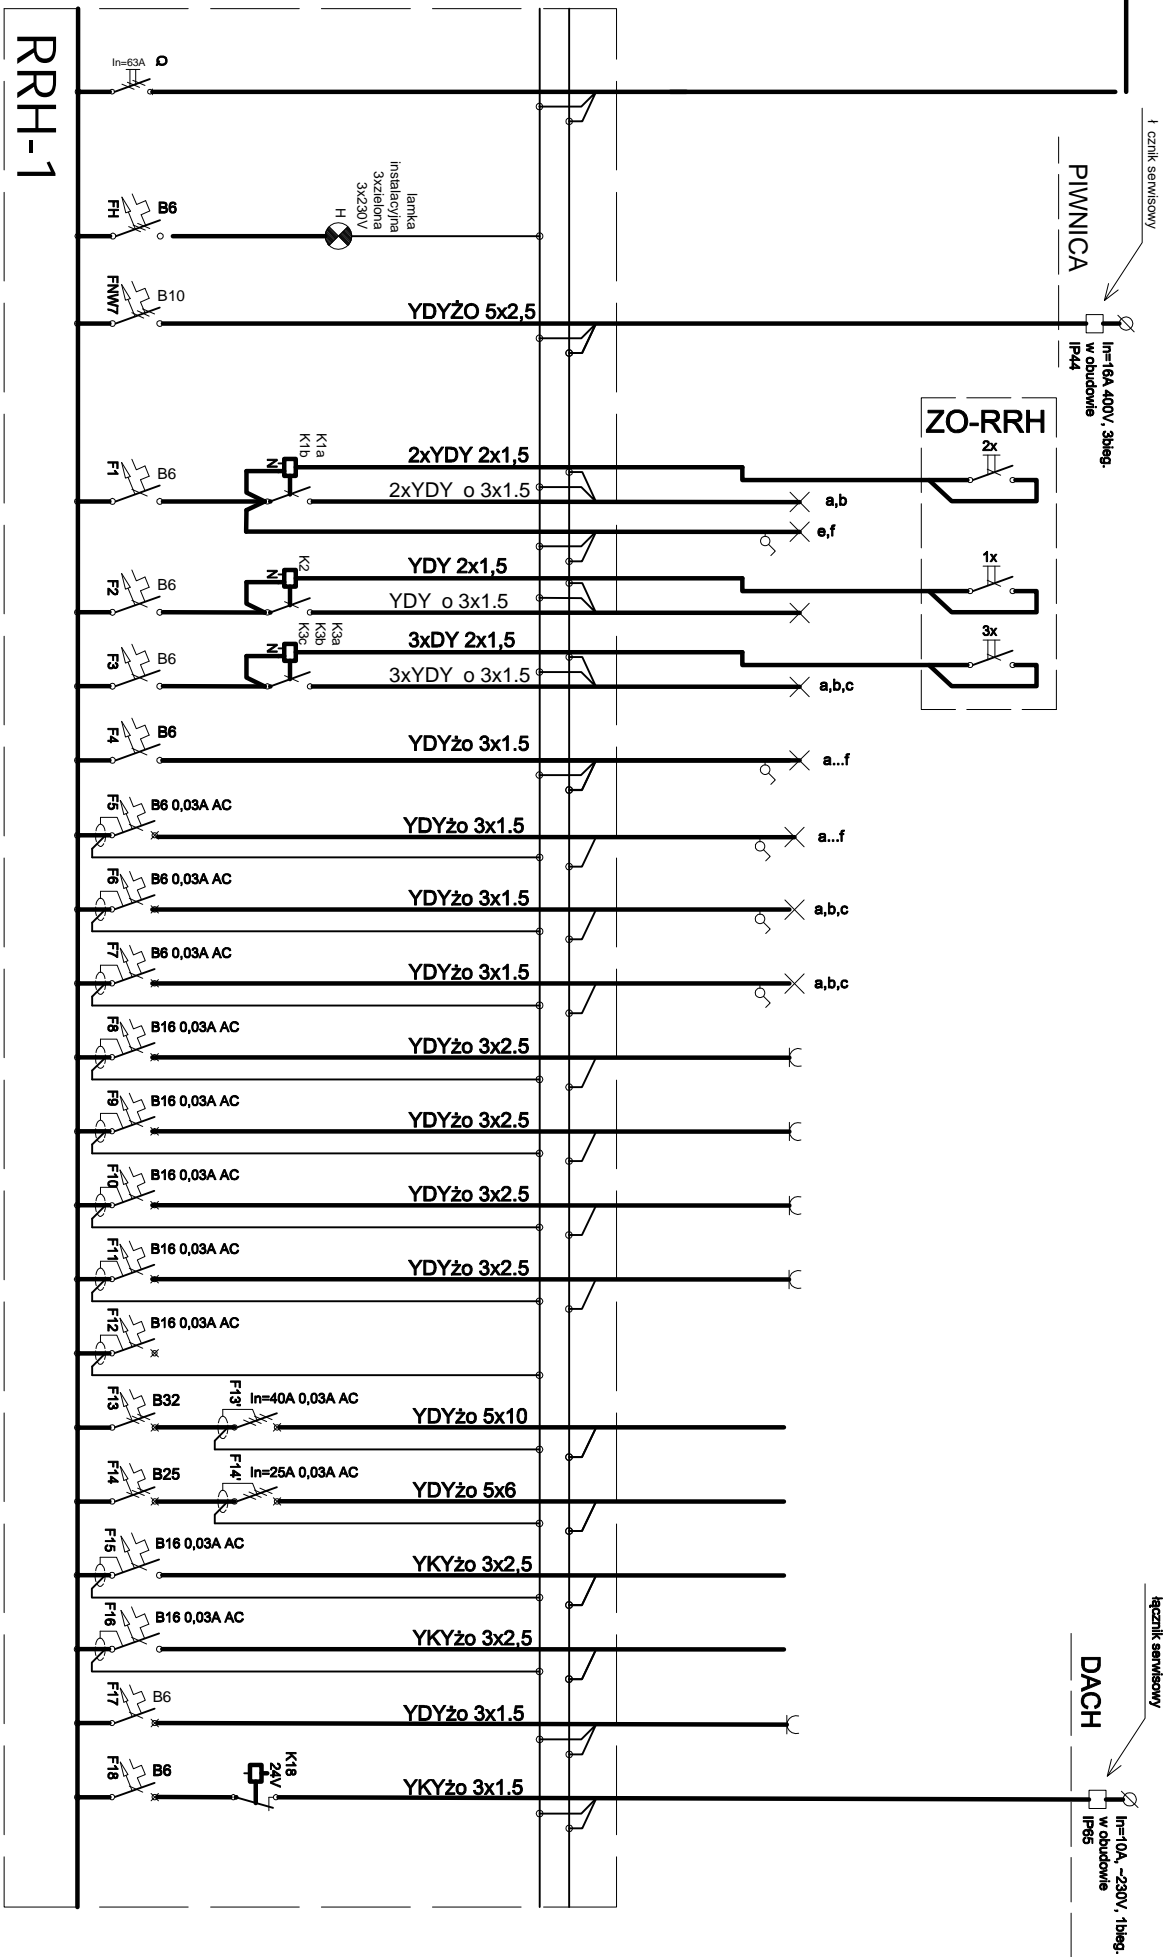 RRH-1
Q
In=63A
ł cznik serwisowy
PIWNICA
lamka
instalacyjna
3xzielona
3x230V
H
FH
B6
FNW7
B10
YDYŻO 5x2,5
In=16A 400V, 3bieg.
w obudowie
IP44
ZO-RRH
2x
1x
3x
F1
B6
K1a
K1b
N
2xYDY 2x1,5
2xYDY o 3x1.5
a,b
e,f
F2
B6
K2
N
YDY 2x1,5
YDY o 3x1.5
F3
B6
K3a
K3b
K3c
N
3xDY 2x1,5
3xYDY o 3x1.5
a,b,c
F4
B6
YDYżo 3x1.5
a...f
F5
B6 0,03A AC
YDYżo 3x1.5
a...f
F6
B6 0,03A AC
YDYżo 3x1.5
a,b,c
F7
B6 0,03A AC
YDYżo 3x1.5
a,b,c
F8
B16 0,03A AC
YDYżo 3x2.5
F9
B16 0,03A AC
YDYżo 3x2.5
F10
B16 0,03A AC
YDYżo 3x2.5
F11
B16 0,03A AC
YDYżo 3x2.5
F12
B16 0,03A AC
F13
B32
F13'
In=40A 0,03A AC
YDYżo 5x10
F14
B25
F14'
In=25A 0,03A AC
YDYżo 5x6
F15
B16 0,03A AC
YKYżo 3x2,5
F16
B16 0,03A AC
YKYżo 3x2,5
F17
B6
YDYżo 3x1.5
F18
B6
K18
24V
YKYżo 3x1.5
DACH
łącznik serwisowy
In=10A, ~230V, 1bieg.
w obudowie
IP65